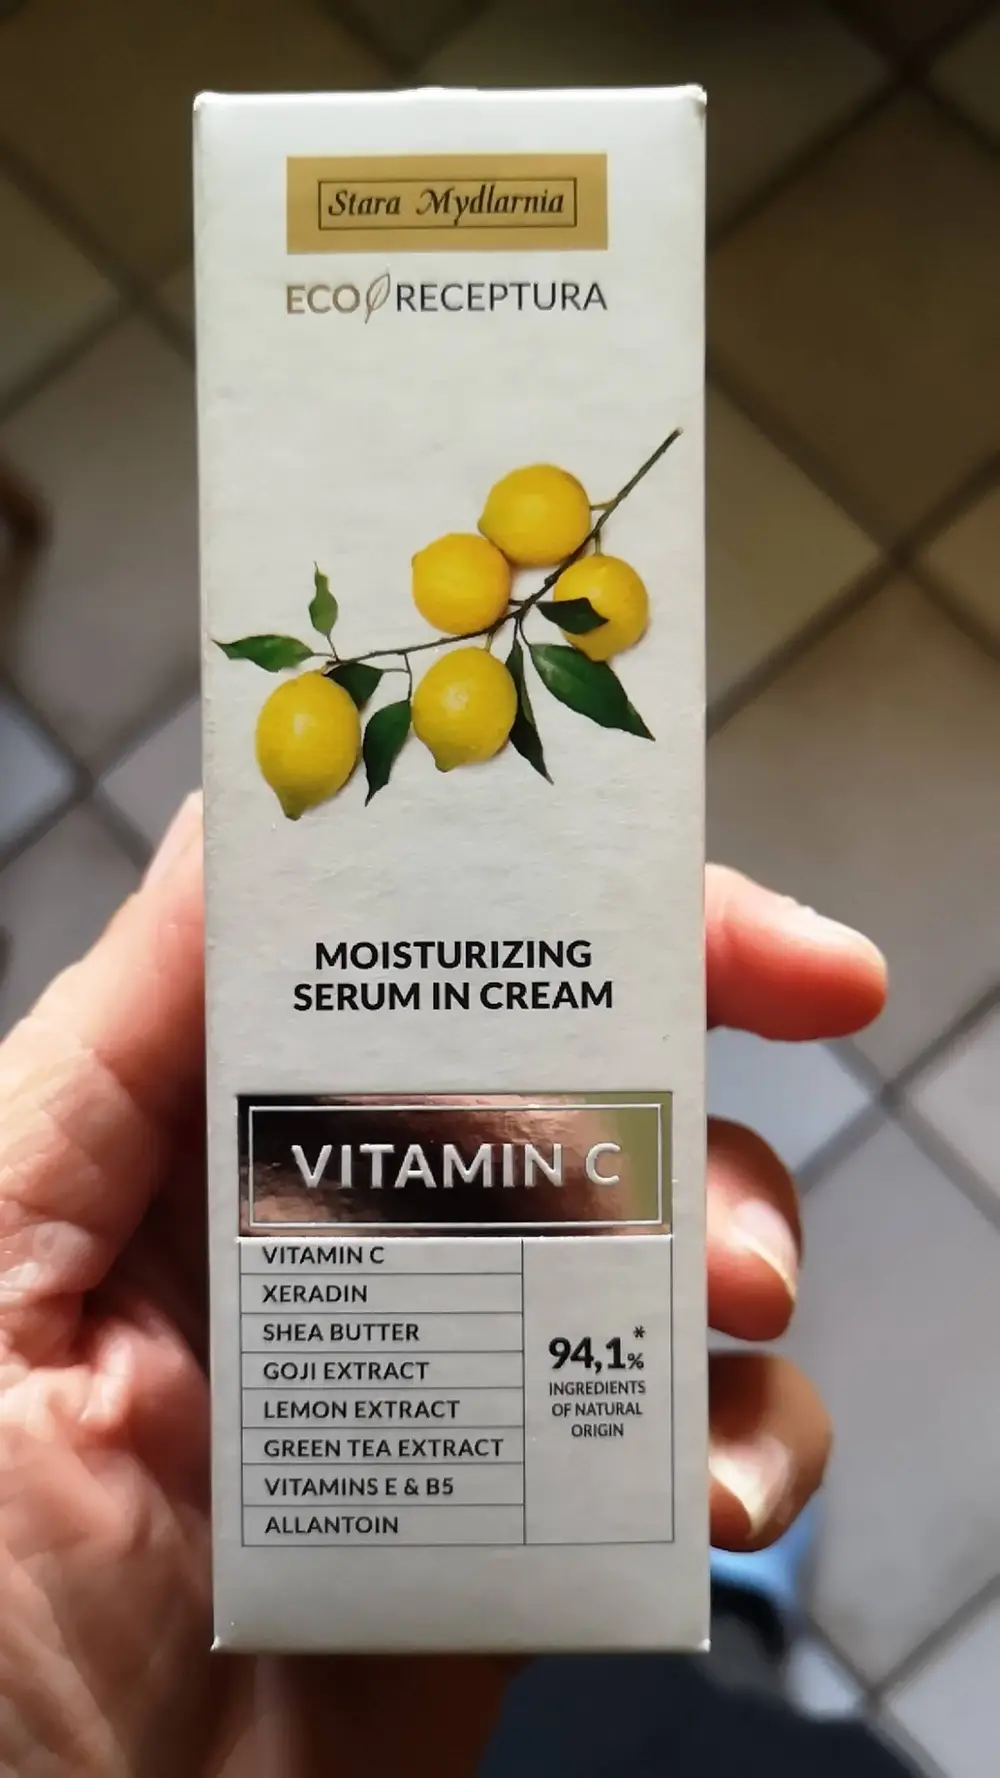 Stara Mydlarnia
ECO RECEPTURA
MOISTURIZING
SERUM IN CREAM
VITAMIN C
VITAMIN C
XERADIN
SHEA BUTTER
GOJI EXTRACT
LEMON EXTRACT
GREEN TEA EXTRACT
VITAMINS E & B5
ALLANTOIN
94,1%*
INGREDIENTS
OF NATURAL
ORIGIN